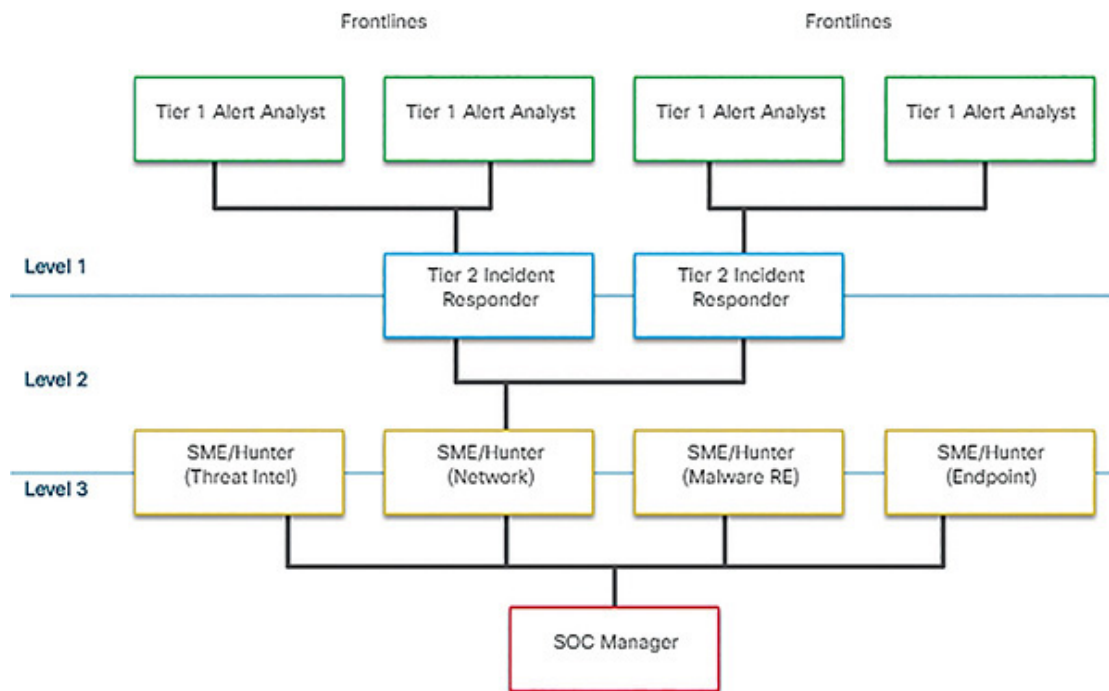 Frontlines
Frontlines
Tier 1 Alert Analyst
Tier 1 Alert Analyst
Tier 1 Alert Analyst
Tier 1 Alert Analyst
Level 1
Tier 2 Incident
Responder
Tier 2 Incident
Responder
Level 2
SME/Hunter
(Threat Intel)
SME/Hunter
(Network)
SME/Hunter
(Malware RE)
SME/Hunter
(Endpoint)
Level 3
SOC Manager